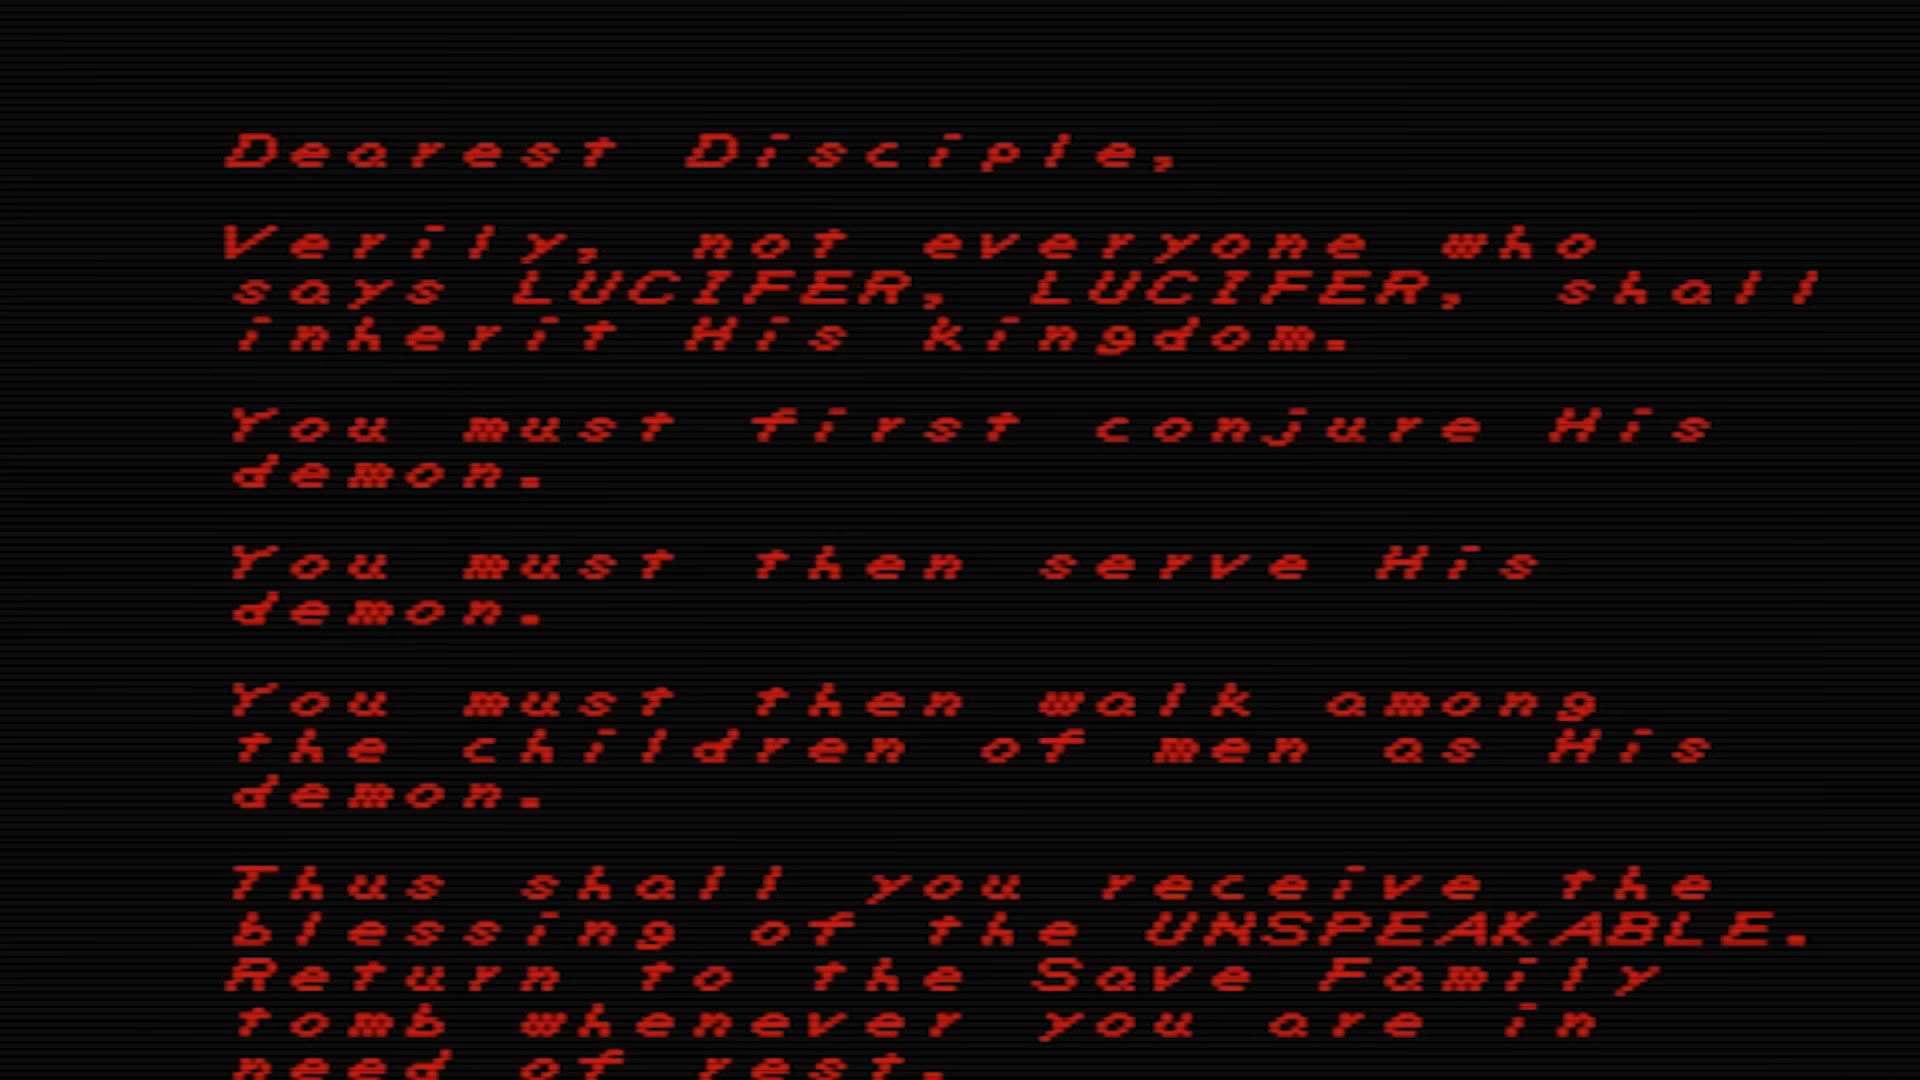 Dearest Disciple,
Verily, not everyone who
says LUCIFER, LUCIFER, shall
inherit His kingdom.
You must first conjure His
demon.
You must then serve His
demon.
You must then walk among
the children of men as His
demon.
Thus shall you receive the
blessing of the UNSPEAKABLE.
Return to the Save Family
tomb whenever you are in
need of rest.